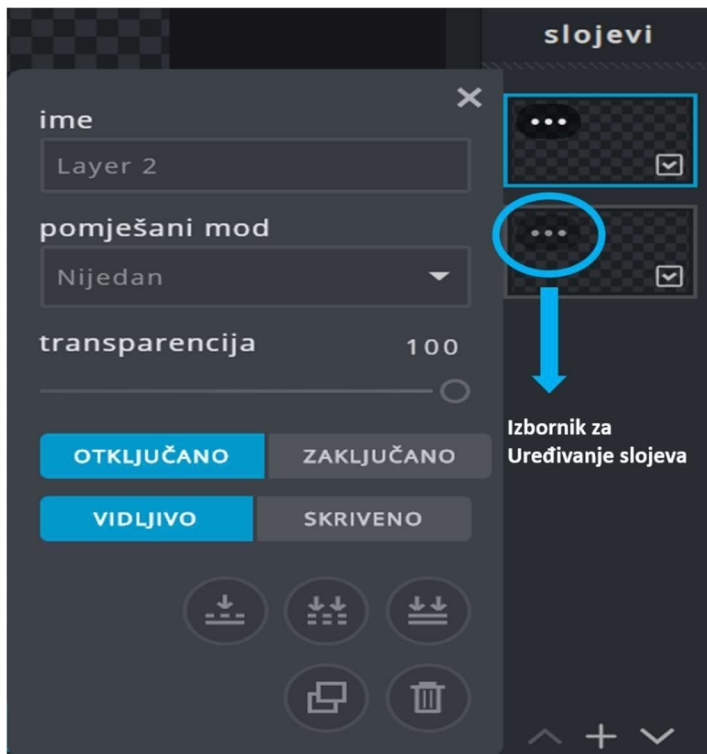 slojevi
ime
Layer 2
pomješani mod
Nijedan
transparencija 100
OTKLJUČANO ZAKLJUČANO
VIDLJIVO SKRIVENO
Izbornik za
Uređivanje slojeva